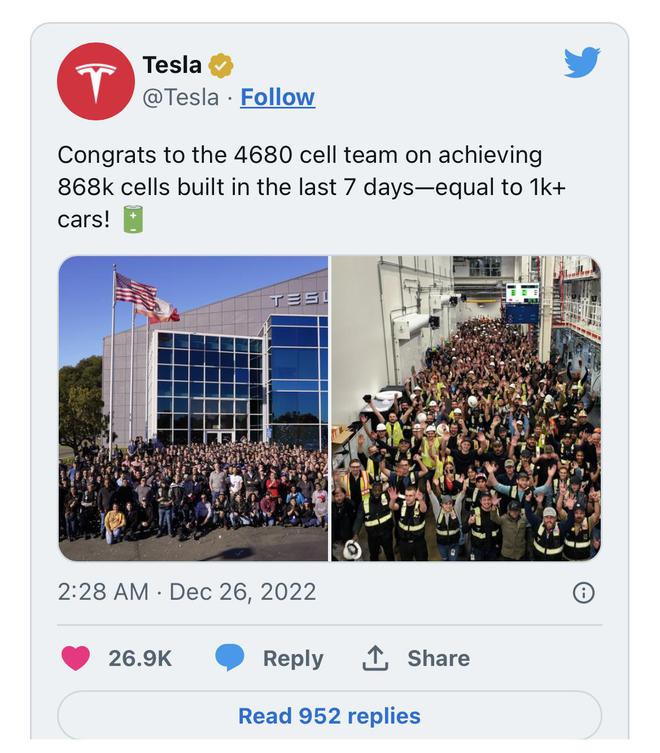 Tesla
@Tesla · Follow
Congrats to the 4680 cell team on achieving
868k cells built in the last 7 days—equal to 1k+
cars! 🔋
TESL
2:28 AM · Dec 26, 2022
26.9K Reply Share
Read 952 replies